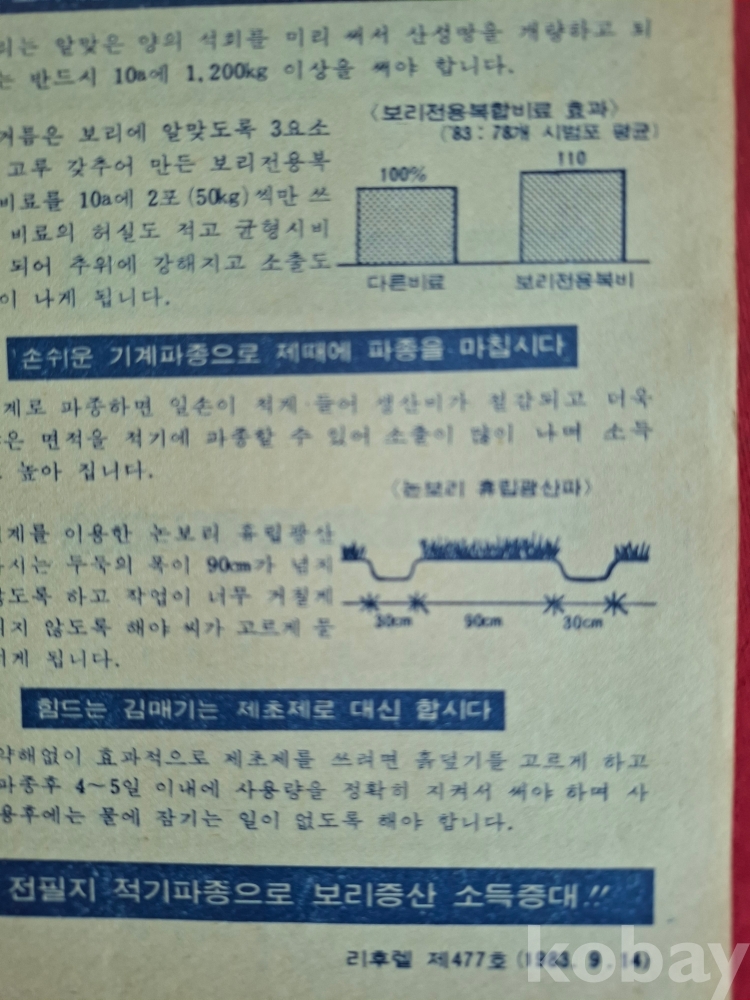 리는 알맞은 양의 석회를 미리 써서 산성땅을 개량하고 퇴
는 반드시 10a에 1,200kg 이상을 써야 합니다.
거름은 보리에 알맞도록 3요소
고루 갖추어 만든 보리전용복
비료를 10a에 2포(50kg)씩만 쓰
비료의 허실도 적고 균형시비
되어 추위에 강해지고 소출도
이 나게 됩니다.
〈보리전용복합비료 효과〉
('83 : 78개 시범포 평균)
100%
110
다른비료
보리전용복비
손쉬운 기계파종으로 제때에 파종을 마칩시다
계로 파종하면 일손이 적게 들어 생산비가 절감되고 더욱
은 면적을 적기에 파종할 수 있어 소출이 많이 나며 소득
높아 집니다.
〈논보리 휴립광산파〉
계를 이용한 논보리 휴립광산
시는 두둑의 폭이 90cm가 넘지
않도록 하고 작업이 너무 거칠게
지지 않도록 해야 씨가 고르게 묻
게 됩니다.
30cm
90cm
30cm
힘드는 김매기는 제초제로 대신 합시다
약해없이 효과적으로 제초제를 쓰려면 흙덮기를 고르게 하고
파종후 4~5일 이내에 사용량을 정확히 지켜서 써야 하며 사
용후에는 물에 잠기는 일이 없도록 해야 합니다.
전필지 적기파종으로 보리증산 소득증대!!
리후렡 제477호 (1983. 9. 14)
kobay